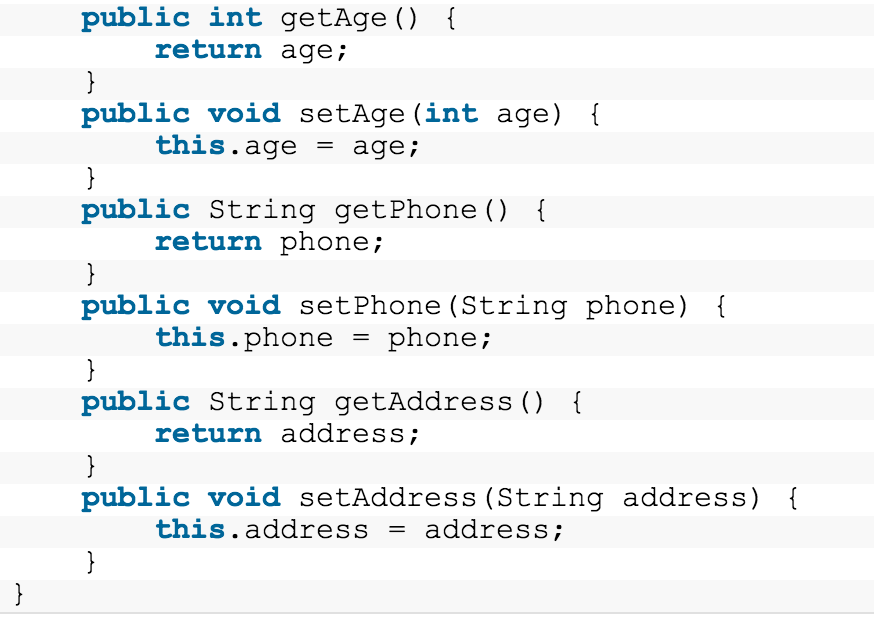 public int getAge() {
return age;
}
public void setAge(int age) {
this.age = age;
}
public String getPhone() {
return phone;
}
public void setPhone(String phone) {
this.phone = phone;
}
public String getAddress() {
return address;
}
public void setAddress(String address) {
this.address = address;
}
}